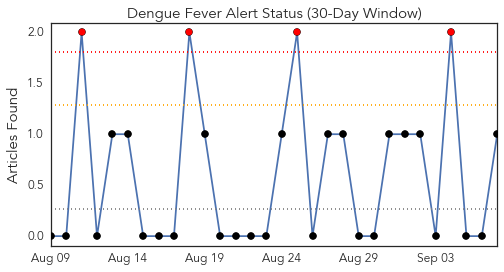 Dengue Fever Alert Status (30-Day Window)
Articles Found
2.0
1.5
1.0
0.5
0.0
Aug 09 Aug 14 Aug 19 Aug 24 Aug 29 Sep 03